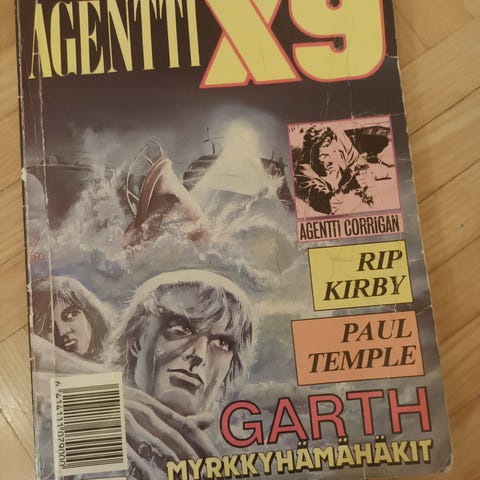 AGENTTI X9
AGENTTI CORRIGAN
RIP
KIRBY
PAUL
TEMPLE
GARTH
MYRKKYHÄMÄHÄKIT